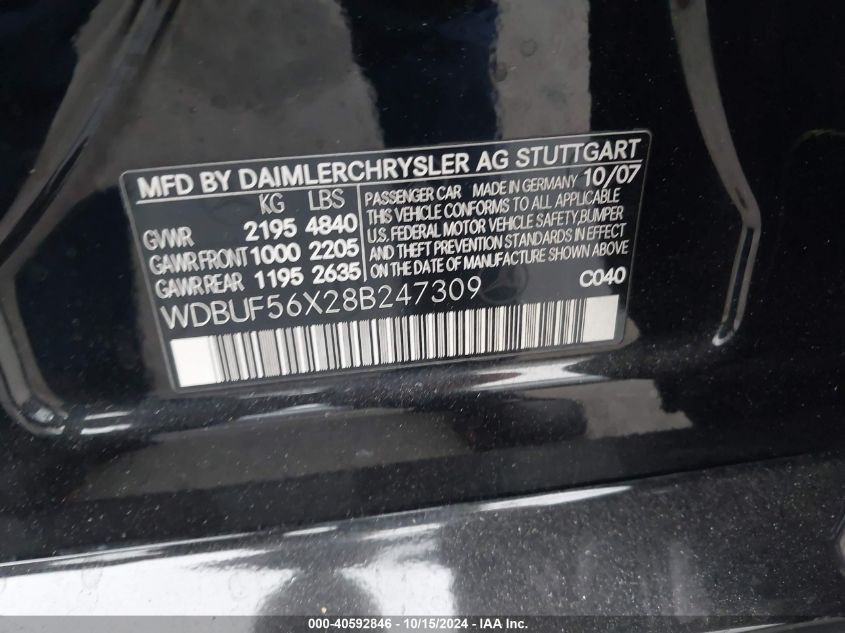 MFD BY DAIMLERCHRYSLER AG STUTTGART
KG LBS
GVWR 2195 4840
GAWR FRONT 1000 2205
GAWR REAR 1195 2635
PASSENGER CAR MADE IN GERMANY 10/07
THIS VEHICLE CONFORMS TO ALL APPLICABLE
U.S. FEDERAL MOTOR VEHICLE SAFETY, BUMPER
AND THEFT PREVENTION STANDARDS IN EFFECT
ON THE DATE OF MANUFACTURE SHOWN ABOVE
WDBUF56X28B247309
C040
000-40592846 - 10/15/2024 - IAA Inc.